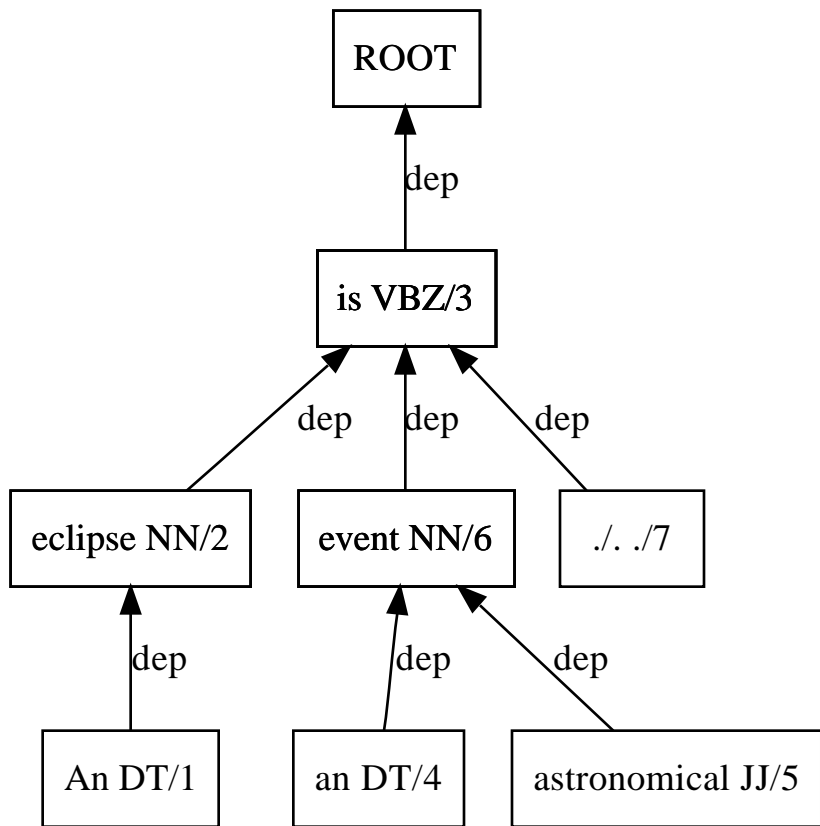 ROOT
dep
is VBZ/3
dep dep dep
eclipse NN/2 event NN/6 ./. ./7
dep dep dep
An DT/1 an DT/4 astronomical JJ/5